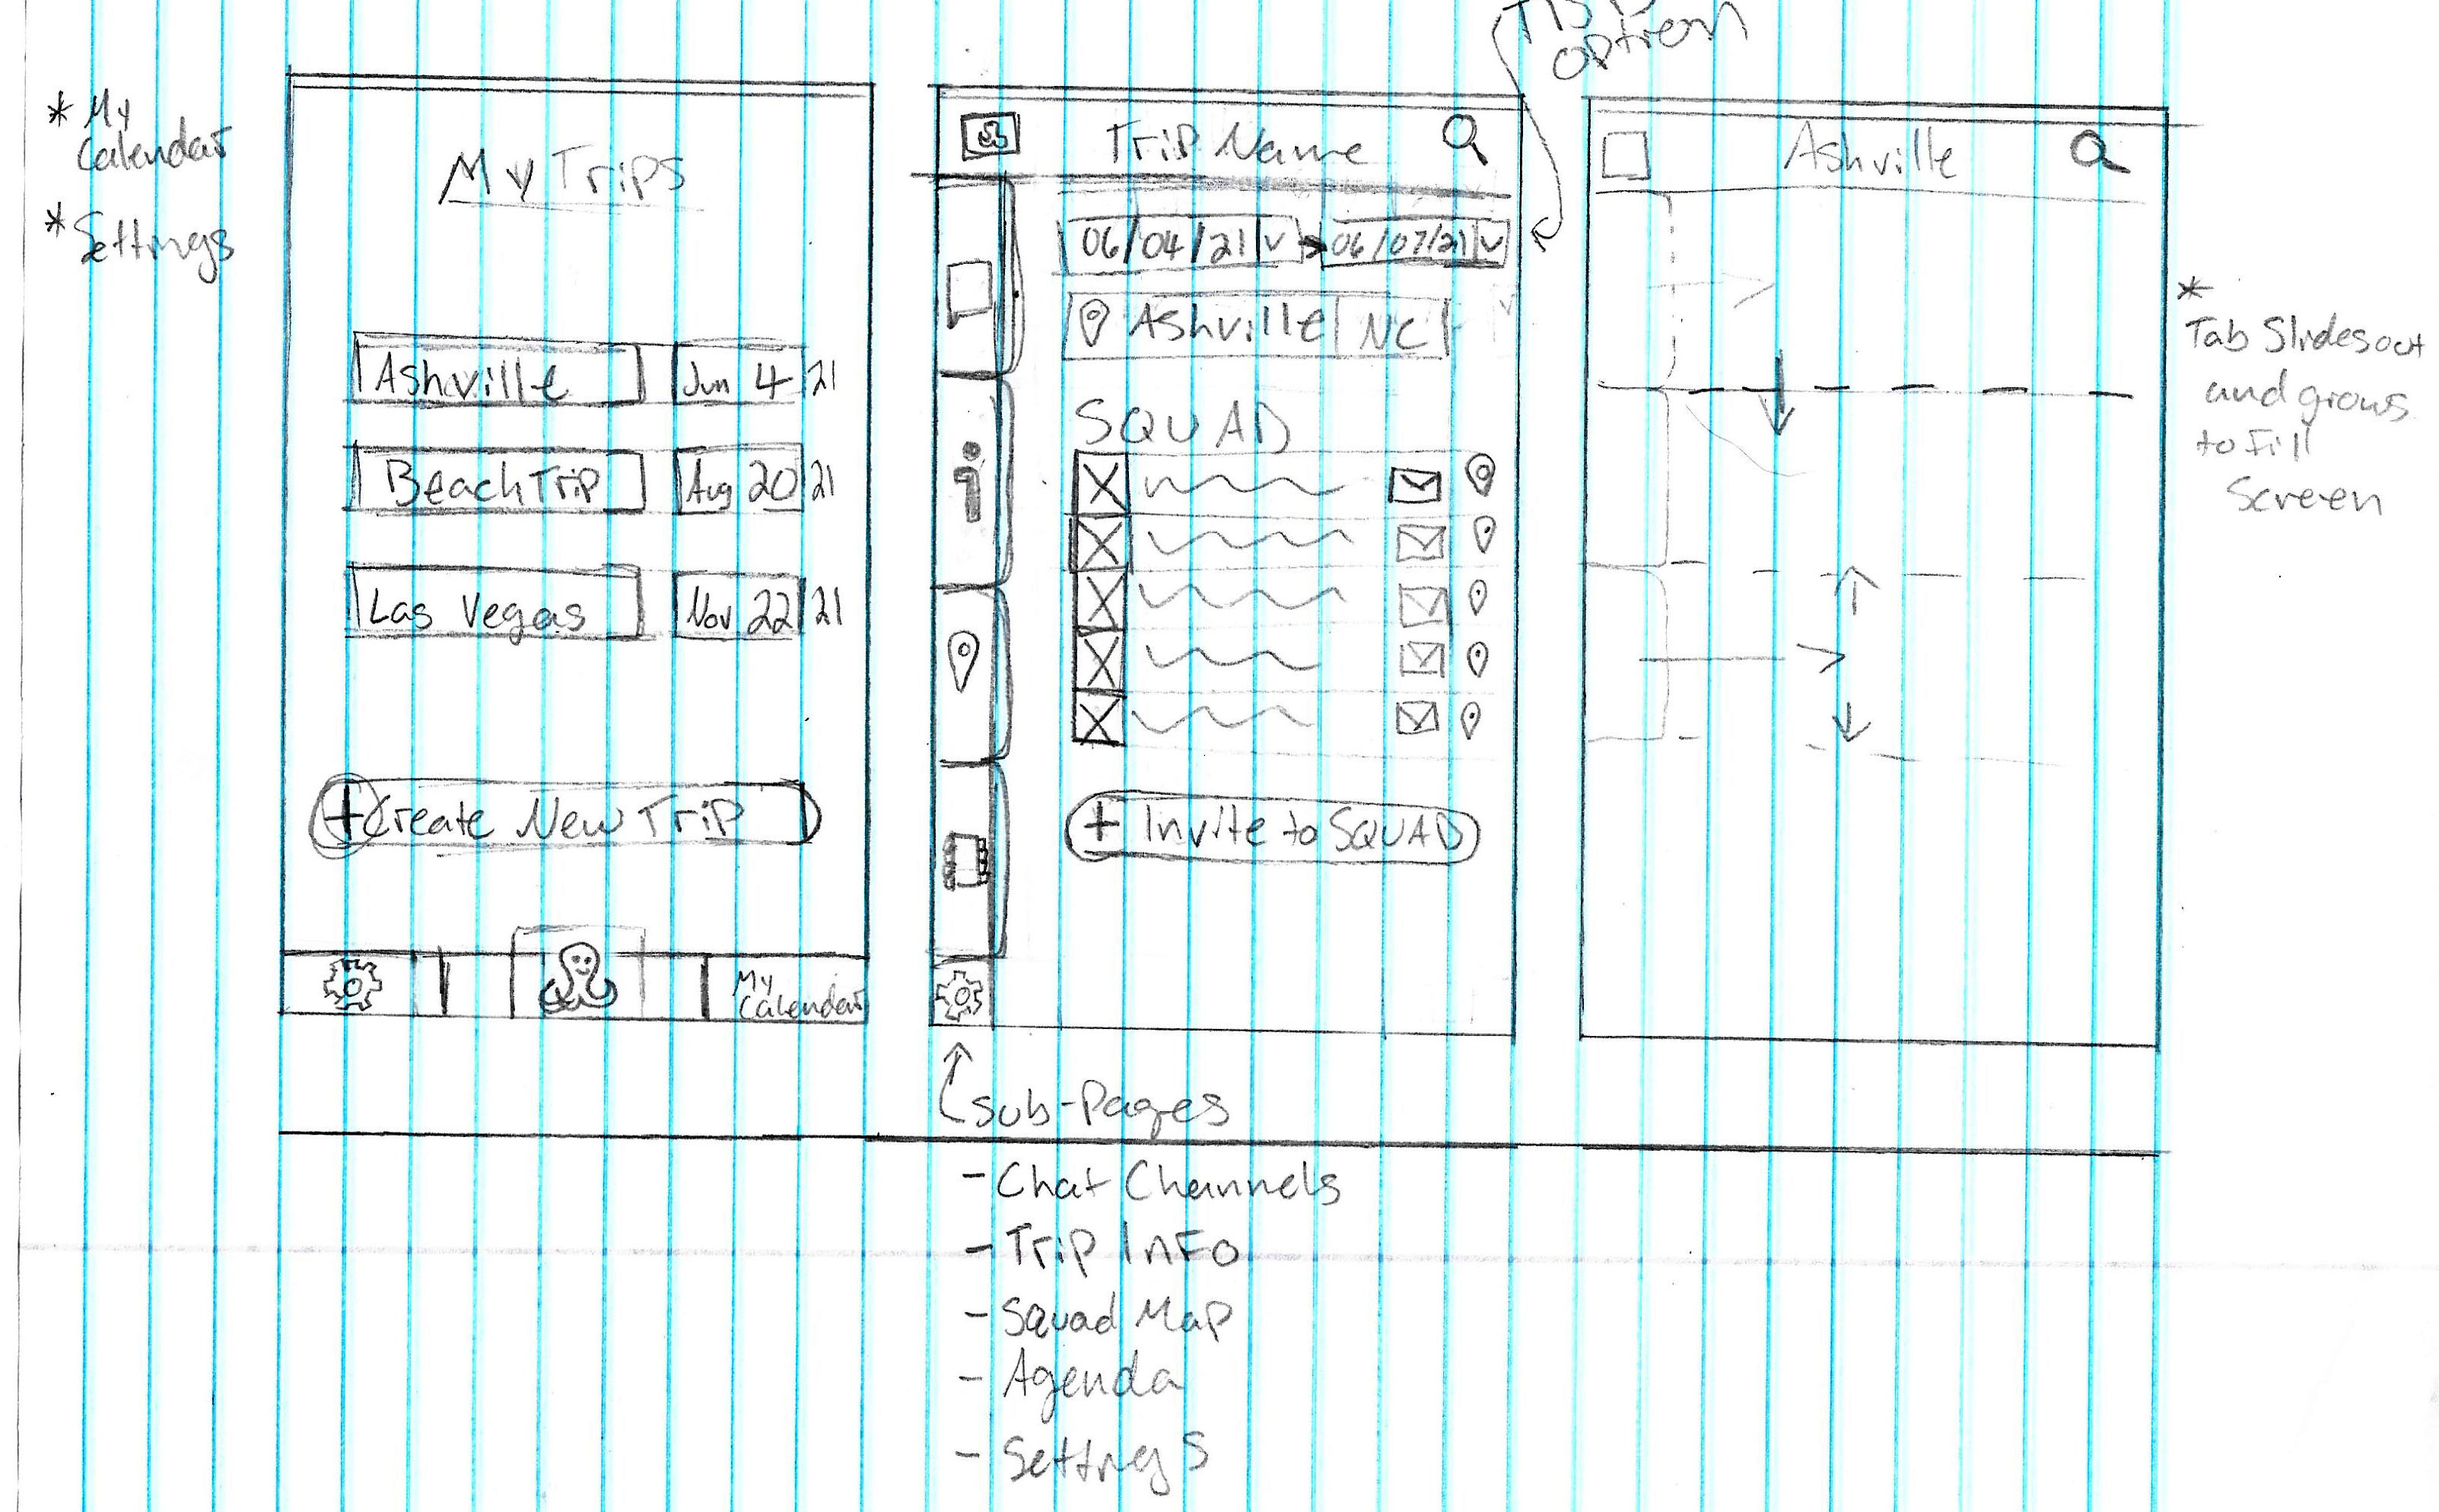 option
* My
Calendar
* Settings
My Trips
Ashville Jun 4 21
Beach Trip Aug 20 21
Las Vegas Nov 22 21
+ Create New Trip
My
Calendar
Trip Name
06/04/21 v → 06/07/21 v
Ashville NC
SQUAD
+ Invite to SQUAD
Sub-Pages
- Chat Channels
- Trip Info
- Squad Map
- Agenda
- Settings
Ashville
*
Tab Slides out
and grows
to Fill
Screen